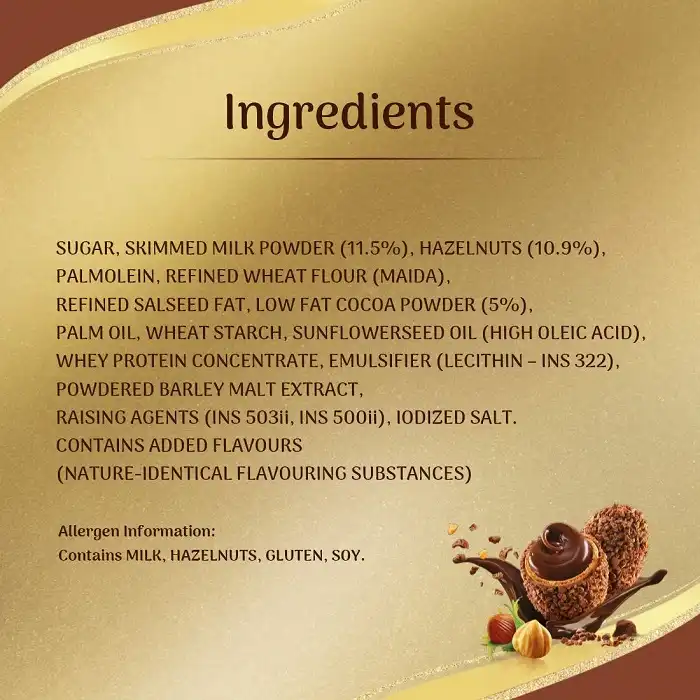 Ingredients
SUGAR, SKIMMED MILK POWDER (11.5%), HAZELNUTS (10.9%),
PALMOLEIN, REFINED WHEAT FLOUR (MAIDA),
REFINED SALSEED FAT, LOW FAT COCOA POWDER (5%),
PALM OIL, WHEAT STARCH, SUNFLOWERSEED OIL (HIGH OLEIC ACID),
WHEY PROTEIN CONCENTRATE, EMULSIFIER (LECITHIN – INS 322),
POWDERED BARLEY MALT EXTRACT,
RAISING AGENTS (INS 503ii, INS 500ii), IODIZED SALT.
CONTAINS ADDED FLAVOURS
(NATURE-IDENTICAL FLAVOURING SUBSTANCES)
Allergen Information:
Contains MILK, HAZELNUTS, GLUTEN, SOY.